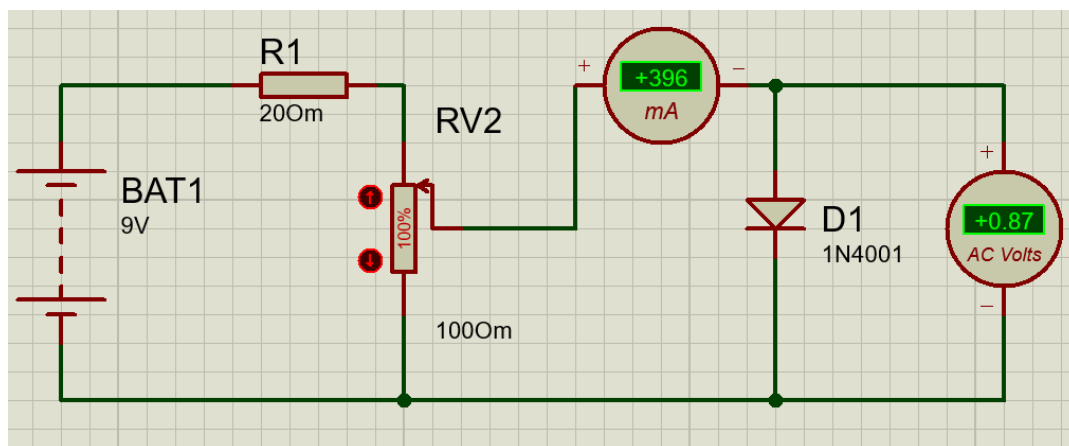 R1
20Om
RV2
100%
100Om
BAT1
9V
+
+396
mA
−
D1
1N4001
+
+0.87
AC Volts
−